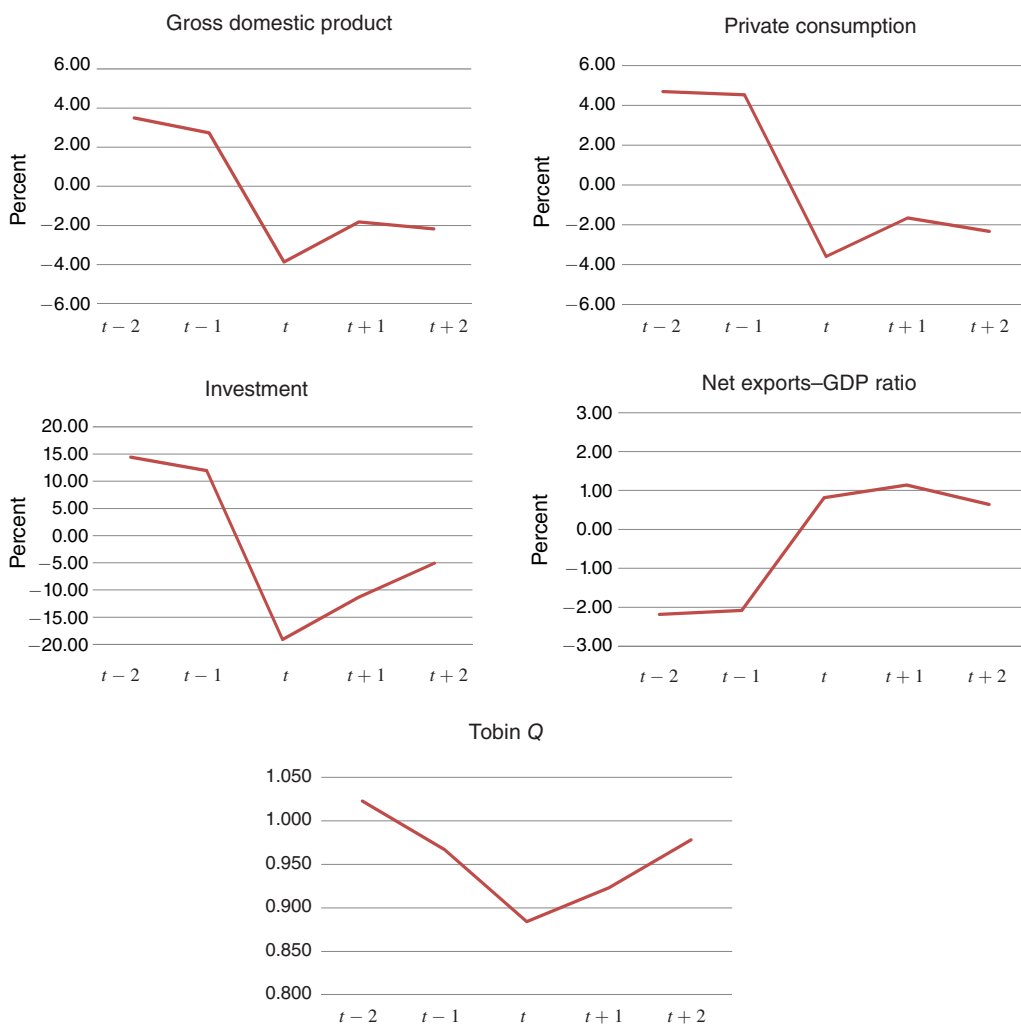 Gross domestic product
Percent
6.00
4.00
2.00
0.00
−2.00
−4.00
−6.00
t − 2 t − 1 t t + 1 t + 2
Private consumption
Percent
6.00
4.00
2.00
0.00
−2.00
−4.00
−6.00
t − 2 t − 1 t t + 1 t + 2
Investment
Percent
20.00
15.00
10.00
5.00
0.00
−5.00
−10.00
−15.00
−20.00
t − 2 t − 1 t t + 1 t + 2
Net exports–GDP ratio
Percent
3.00
2.00
1.00
0.00
−1.00
−2.00
−3.00
t − 2 t − 1 t t + 1 t + 2
Tobin Q
1.050
1.000
0.950
0.900
0.850
0.800
t − 2 t − 1 t t + 1 t + 2